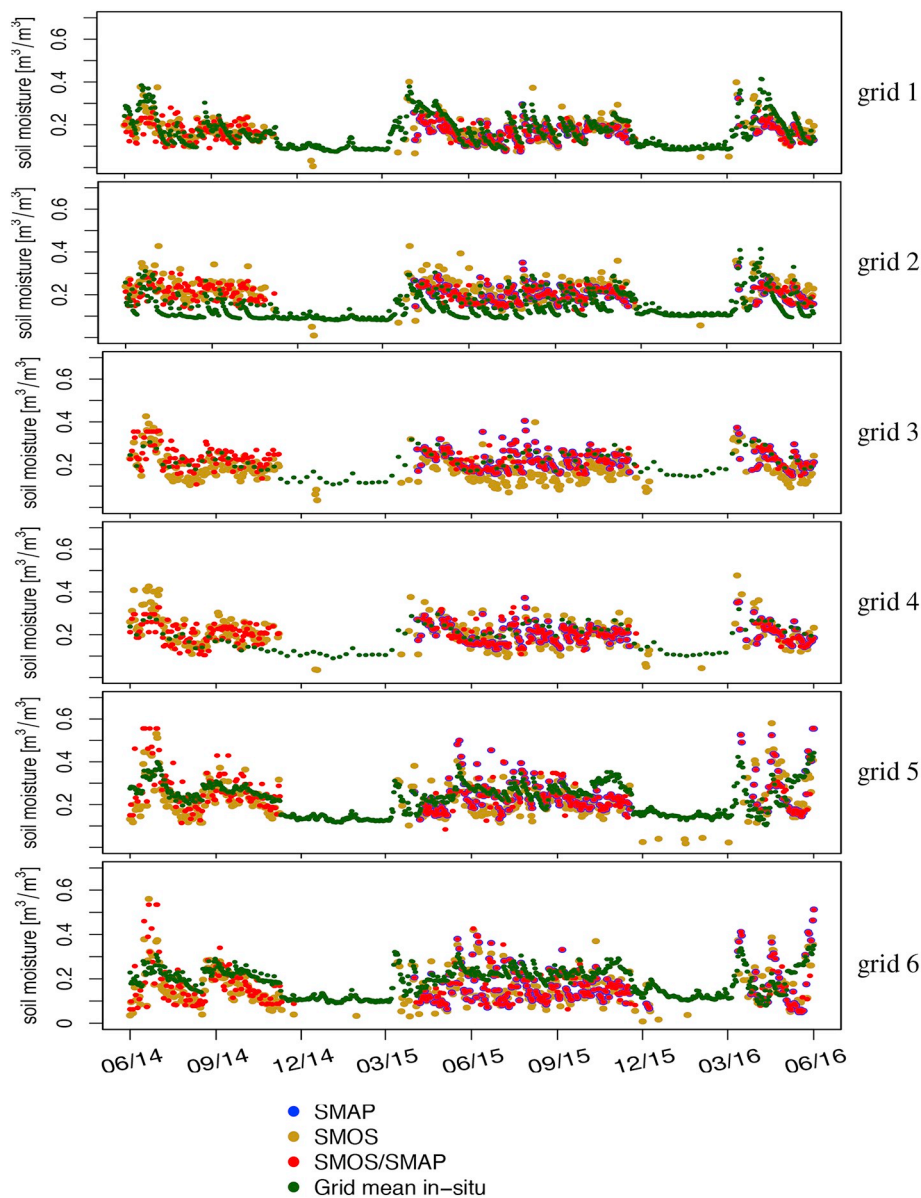 soil moisture [m³/m³]
0.2 0.4 0.6
grid 1
soil moisture [m³/m³]
0.2 0.4 0.6
grid 2
soil moisture [m³/m³]
0.2 0.4 0.6
grid 3
soil moisture [m³/m³]
0.2 0.4 0.6
grid 4
soil moisture [m³/m³]
0.2 0.4 0.6
grid 5
soil moisture [m³/m³]
0 0.2 0.4 0.6
grid 6
06/14 09/14 12/14 03/15 06/15 09/15 12/15 03/16 06/16
SMAP
SMOS
SMOS/SMAP
Grid mean in−situ